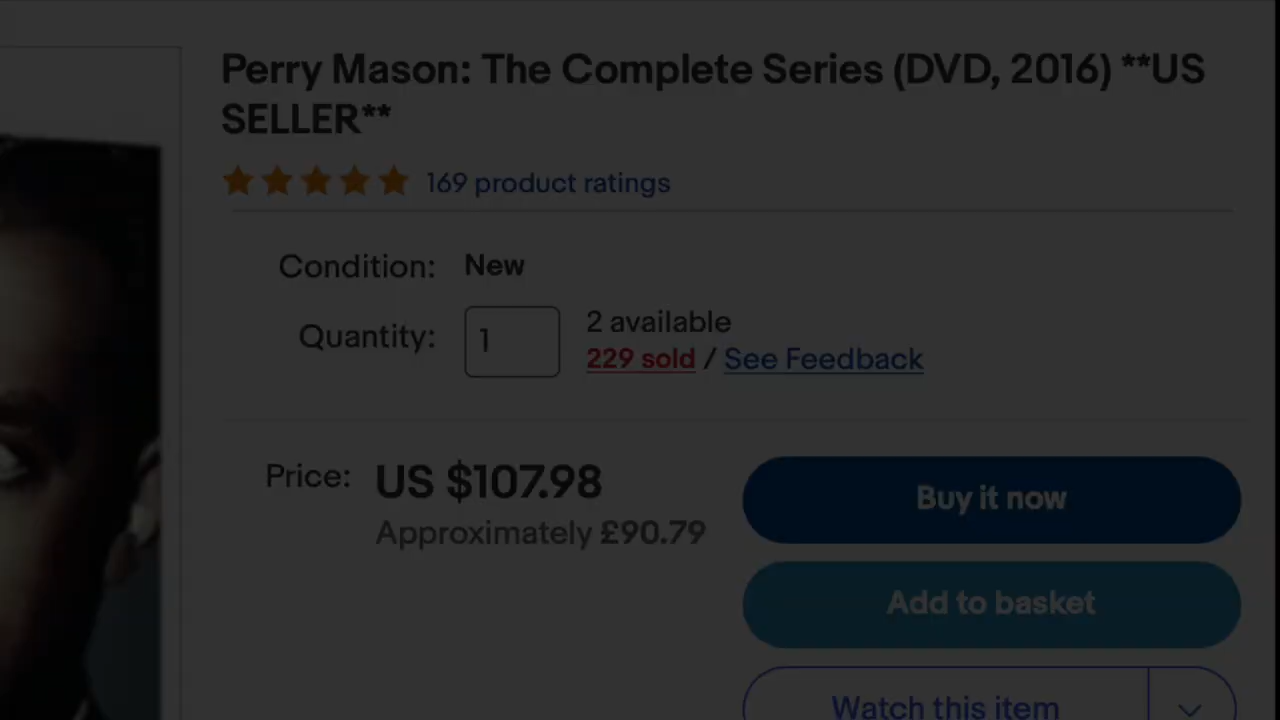 Perry Mason: The Complete Series (DVD, 2016) **US
SELLER**
169 product ratings
Condition: New
Quantity: 1
2 available
229 sold / See Feedback
Price: US $107.98
Approximately £90.79
Buy it now
Add to basket
Watch this item